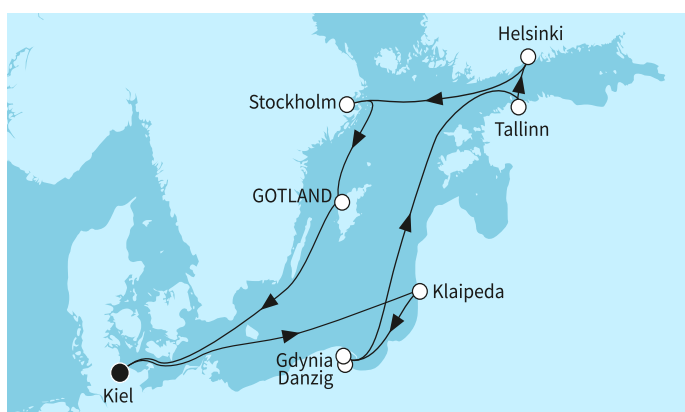 Helsinki
Stockholm
Tallinn
GOTLAND
Klaipeda
Gdynia
Danzig
Kiel